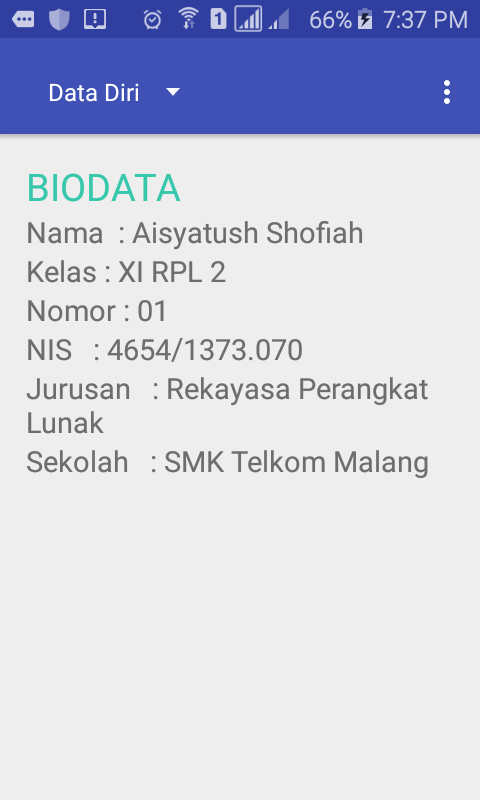 1 66% 7:37 PM
Data Diri
BIODATA
Nama : Aisyatush Shofiah
Kelas : XI RPL 2
Nomor : 01
NIS : 4654/1373.070
Jurusan : Rekayasa Perangkat
Lunak
Sekolah : SMK Telkom Malang